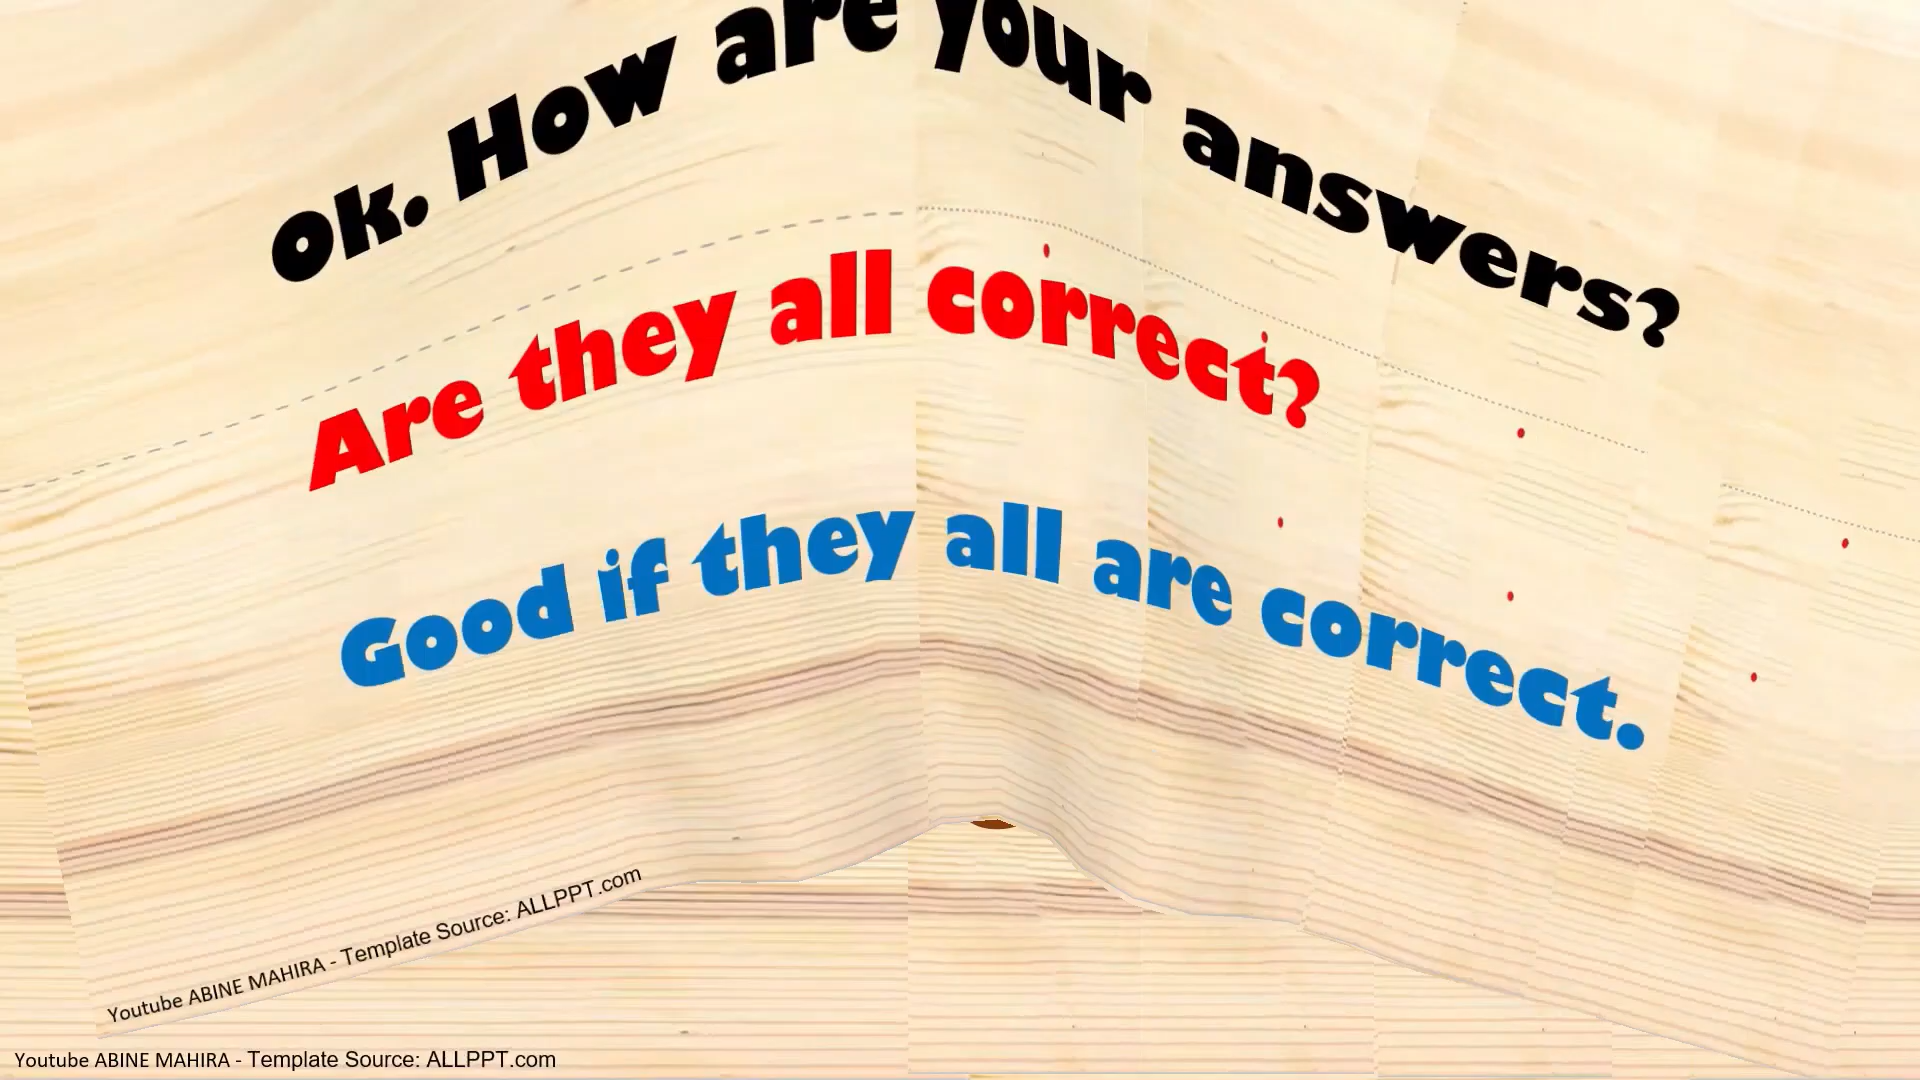 Ok. How are your answers?
Are they all correct?
Good if they all are correct.
Youtube ABINE MAHIRA - Template Source: ALLPPT.com
Youtube ABINE MAHIRA - Template Source: ALLPPT.com